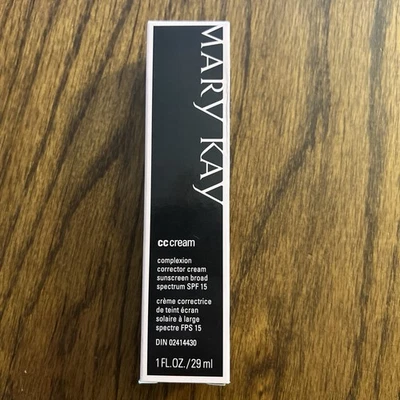 MARY KAY
cc cream
complexion
corrector cream
sunscreen broad
spectrum SPF 15
crème correctrice
de teint écran
solaire à large
spectre FPS 15
DIN 02414430
1 FL.OZ./29 ml